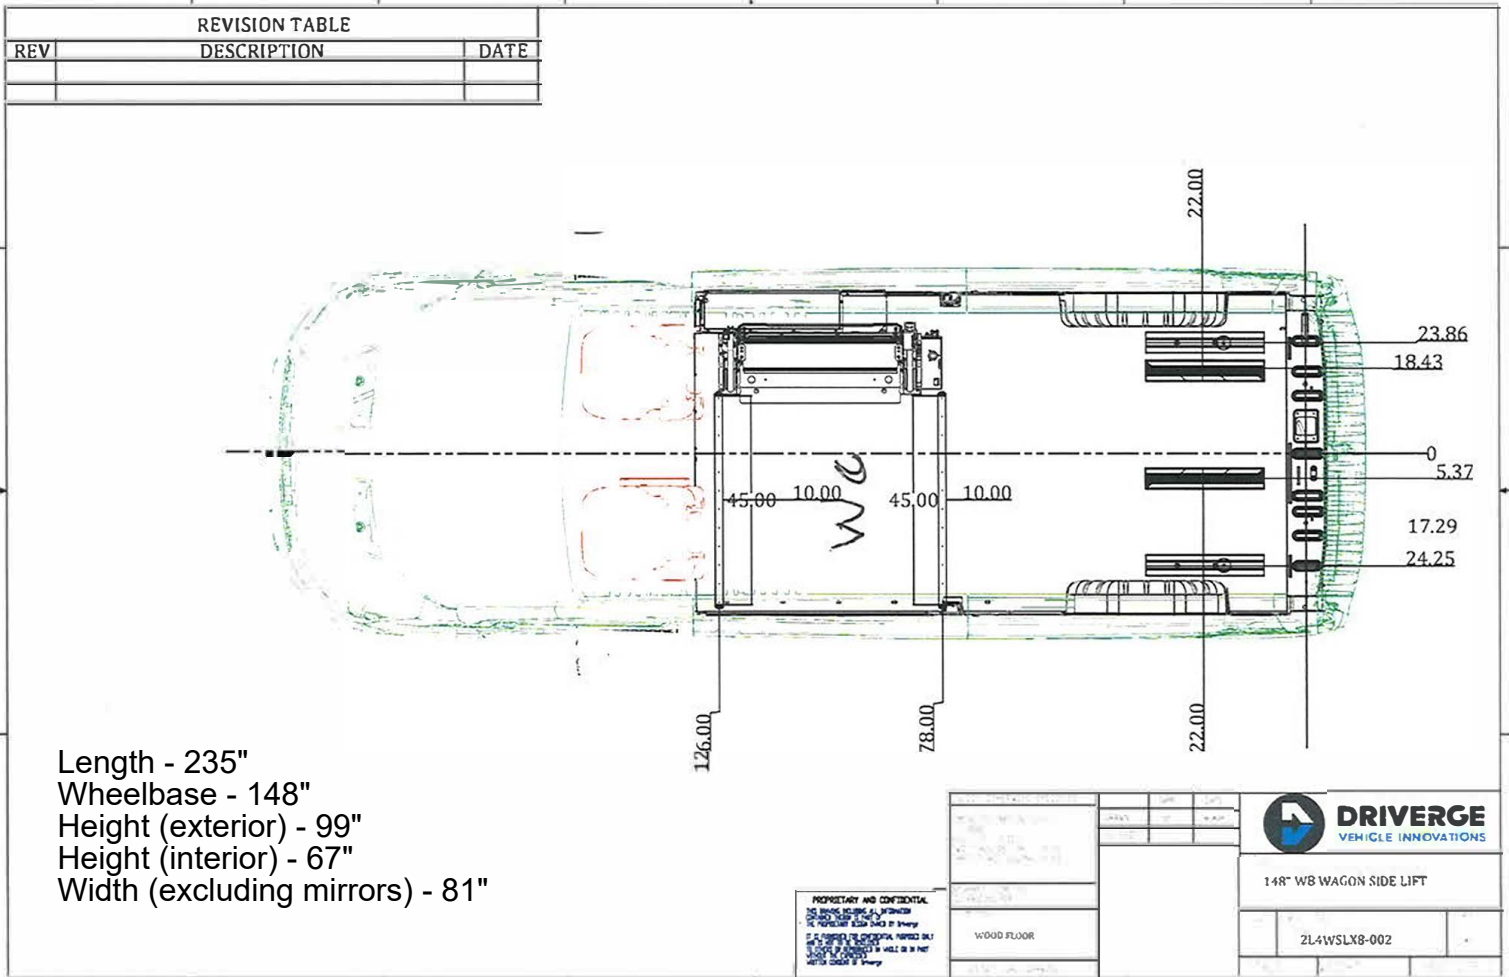 REVISION TABLE
REV DESCRIPTION DATE
22.00
23.86
18.43
0
5.37
45.00 10.00 45.00 10.00
WC
17.29
24.25
126.00
78.00
22.00
Length - 235"
Wheelbase - 148"
Height (exterior) - 99"
Height (interior) - 67"
Width (excluding mirrors) - 81"
DRIVERGE
VEHICLE INNOVATIONS
148" WB WAGON SIDE LIFT
PROPRIETARY AND CONFIDENTIAL
WOOD FLOOR
2L4WSLX8-002